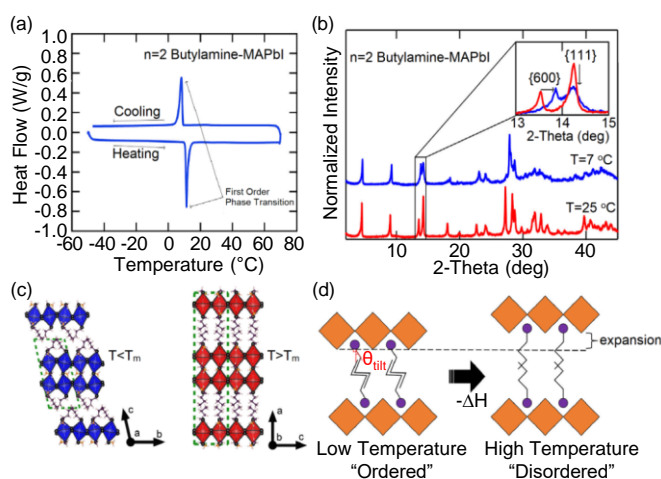 (a)
n=2 Butylamine-MAPbI
Heat Flow (W/g)
1.0
0.8
0.6
0.4
0.2
0.0
-0.2
-0.4
-0.6
-0.8
-1.0
Cooling
Heating
First Order
Phase Transition
-60 -40 -20 0 20 40 60 80
Temperature (°C)
(b)
n=2 Butylamine-MAPbI
Normalized Intensity
{600}
{111}
13 14 15
2-Theta (deg)
T=7 °C
T=25 °C
10 20 30 40
2-Theta (deg)
(c)
T<Tm
T>Tm
c
a
b
a
b
c
(d)
θtilt
-ΔH
expansion
Low Temperature
"Ordered"
High Temperature
"Disordered"